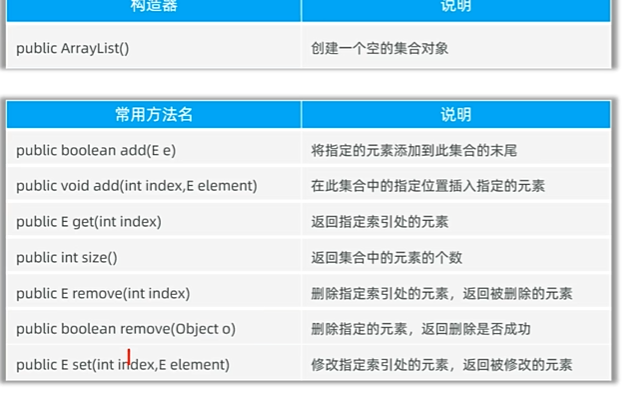 构造器 说明
public ArrayList() 创建一个空的集合对象
常用方法名 说明
public boolean add(E e) 将指定的元素添加到此集合的末尾
public void add(int index,E element) 在此集合中的指定位置插入指定的元素
public E get(int index) 返回指定索引处的元素
public int size() 返回集合中的元素的个数
public E remove(int index) 删除指定索引处的元素，返回被删除的元素
public boolean remove(Object o) 删除指定的元素，返回删除是否成功
public E set(int index,E element) 修改指定索引处的元素，返回被修改的元素